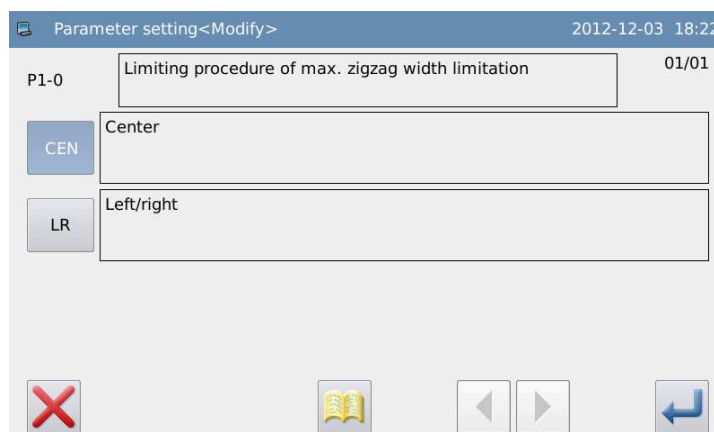 Parameter setting<Modify>
2012-12-03 18:22
P1-0
Limiting procedure of max. zigzag width limitation
01/01
CEN
Center
LR
Left/right